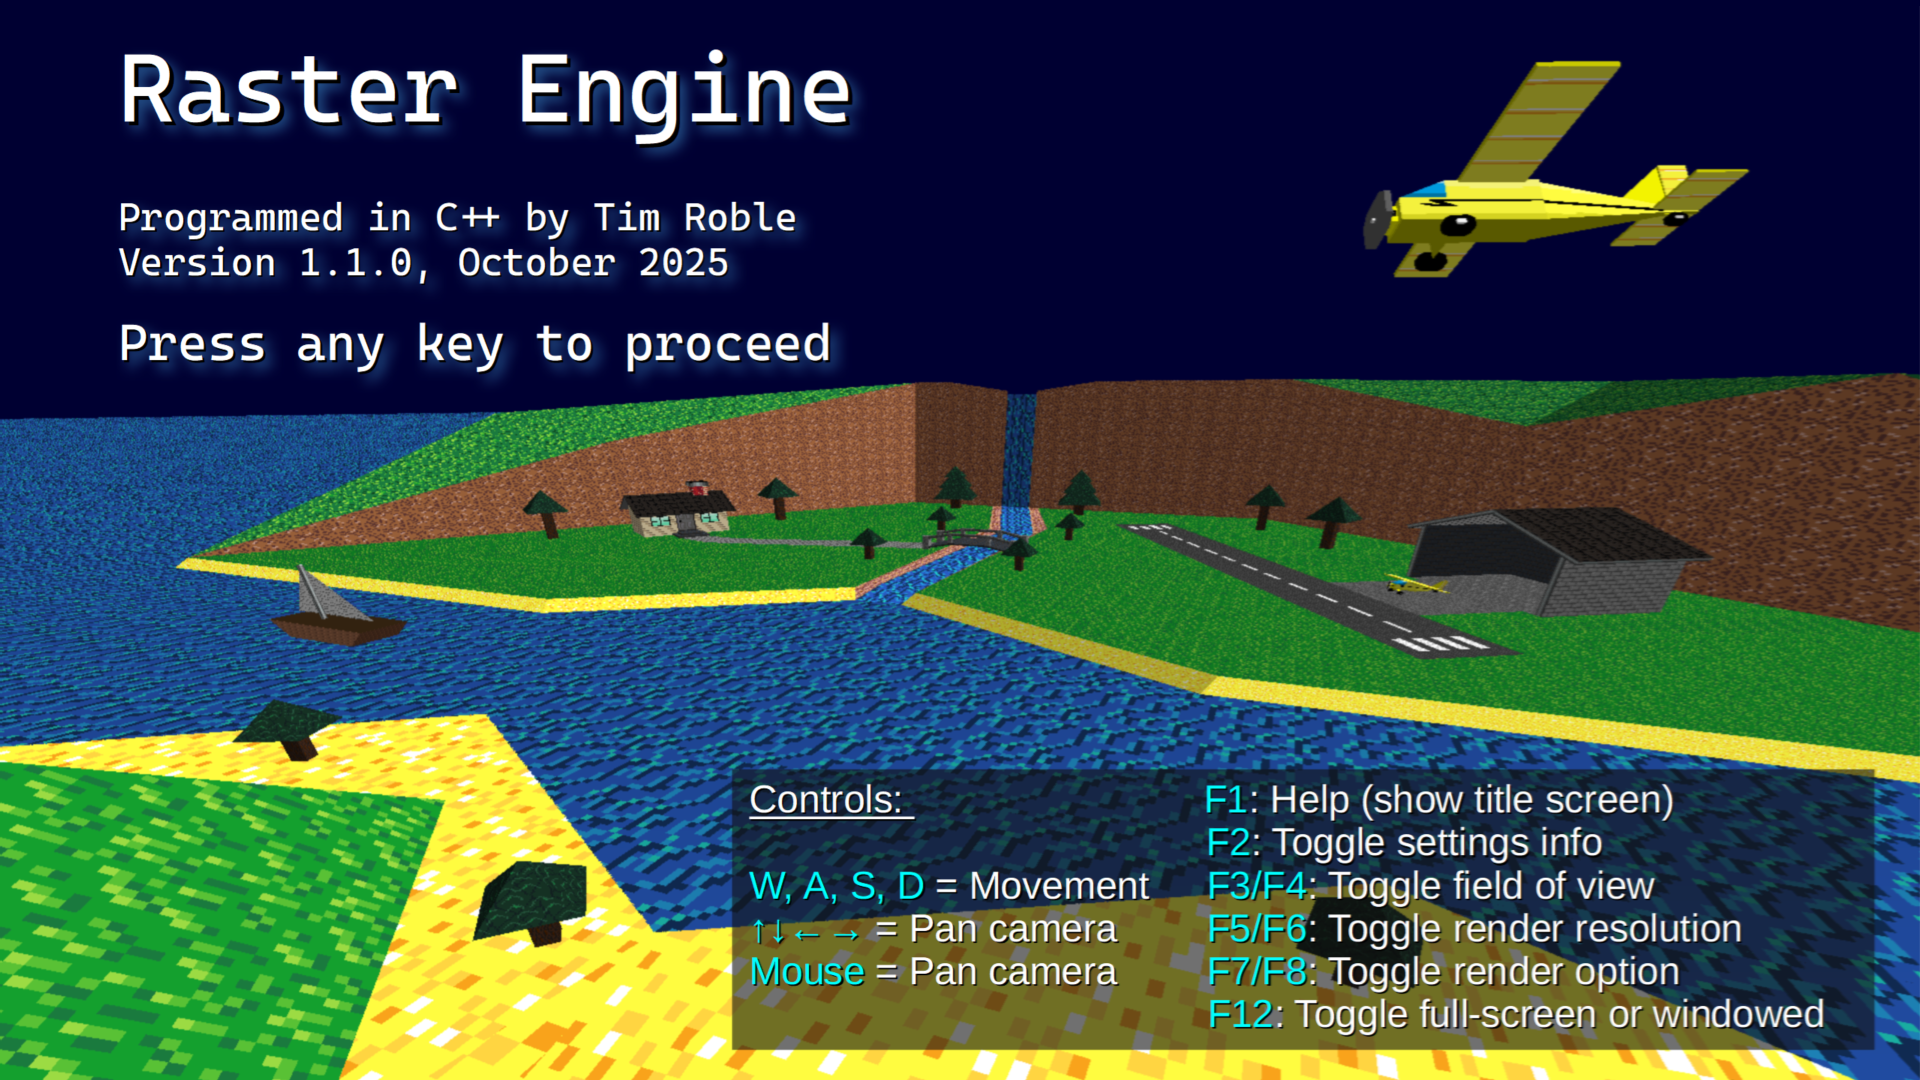 Raster Engine
Programmed in C++ by Tim Roble
Version 1.1.0, October 2025
Press any key to proceed
Controls:
W, A, S, D = Movement
↑↓←→ = Pan camera
Mouse = Pan camera
F1: Help (show title screen)
F2: Toggle settings info
F3/F4: Toggle field of view
F5/F6: Toggle render resolution
F7/F8: Toggle render option
F12: Toggle full-screen or windowed